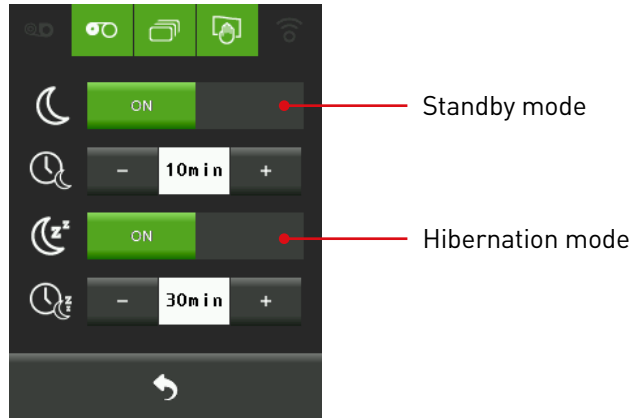 ON
Standby mode
− 10min +
ON
Hibernation mode
− 30min +